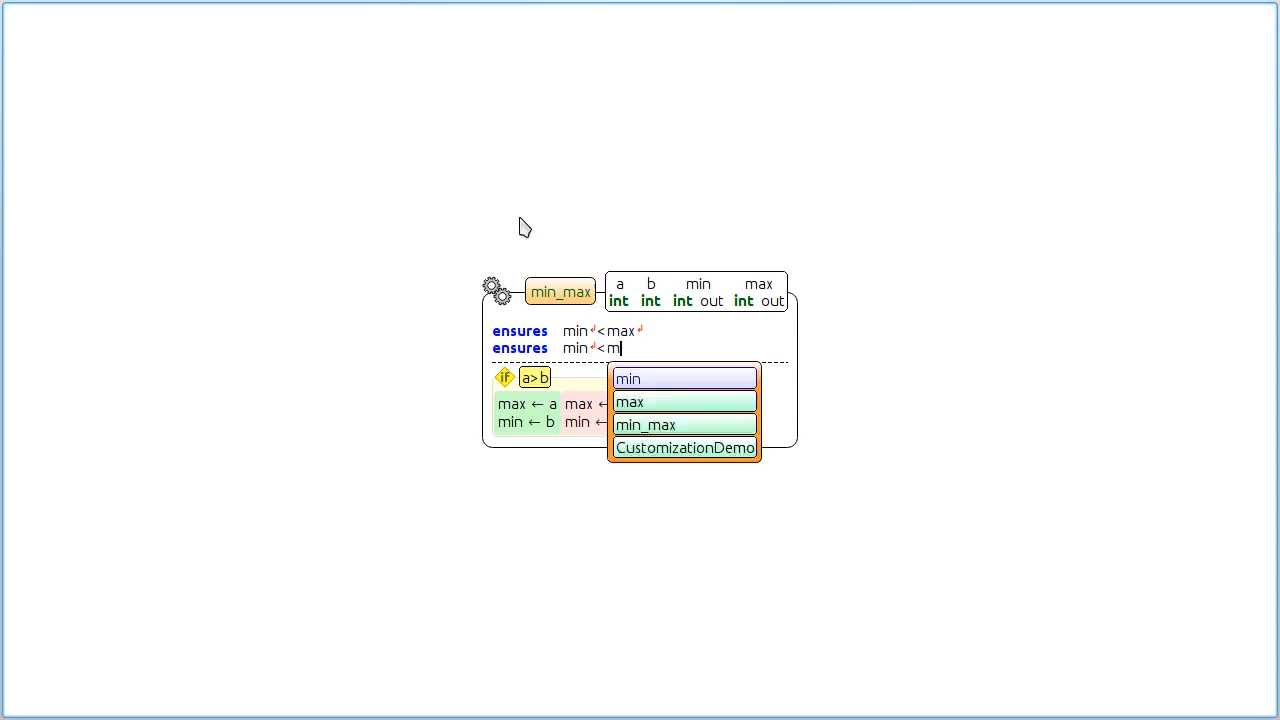 min_max
a b min max
int int int out int out
ensures min↲<max↲
ensures min↲<m
if a>b
max ← a max ←
min ← b min ←
min
max
min_max
CustomizationDemo